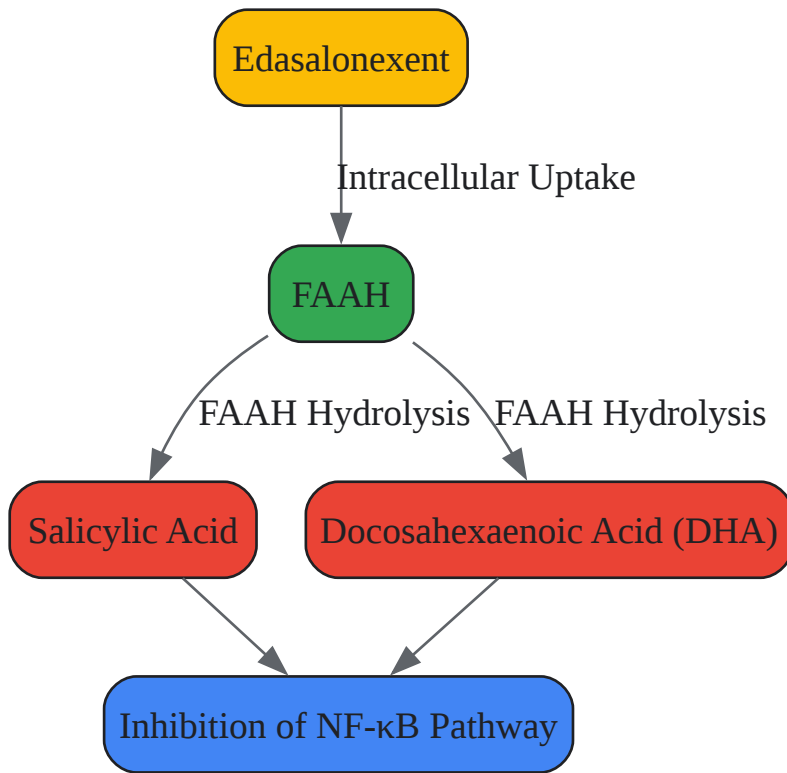 Edasalonexent
Intracellular Uptake
FAAH
FAAH Hydrolysis
FAAH Hydrolysis
Salicylic Acid
Docosahexaenoic Acid (DHA)
Inhibition of NF-κB Pathway